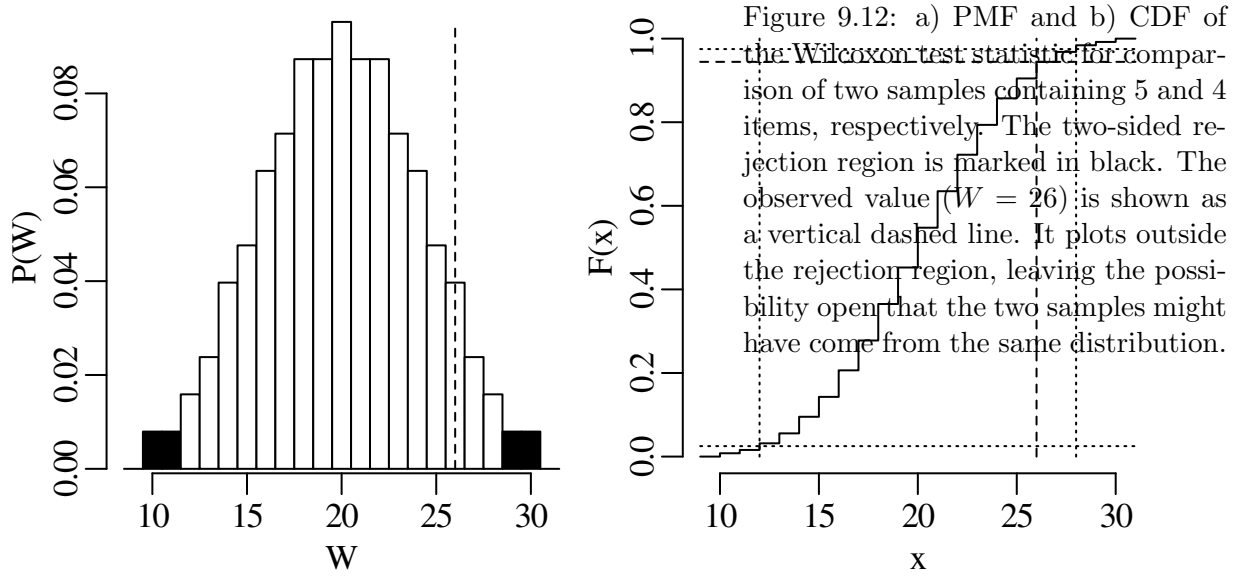 0.00 0.02 0.04 0.06 0.08
P(W)
10 15 20 25 30
W
0.0 0.2 0.4 0.6 0.8 1.0
F(x)
10 15 20 25 30
x
Figure 9.12: a) PMF and b) CDF of
the Wilcoxon test statistic for compar-
ison of two samples containing 5 and 4
items, respectively. The two-sided re-
jection region is marked in black. The
observed value (W = 26) is shown as
a vertical dashed line. It plots outside
the rejection region, leaving the possi-
bility open that the two samples might
have come from the same distribution.